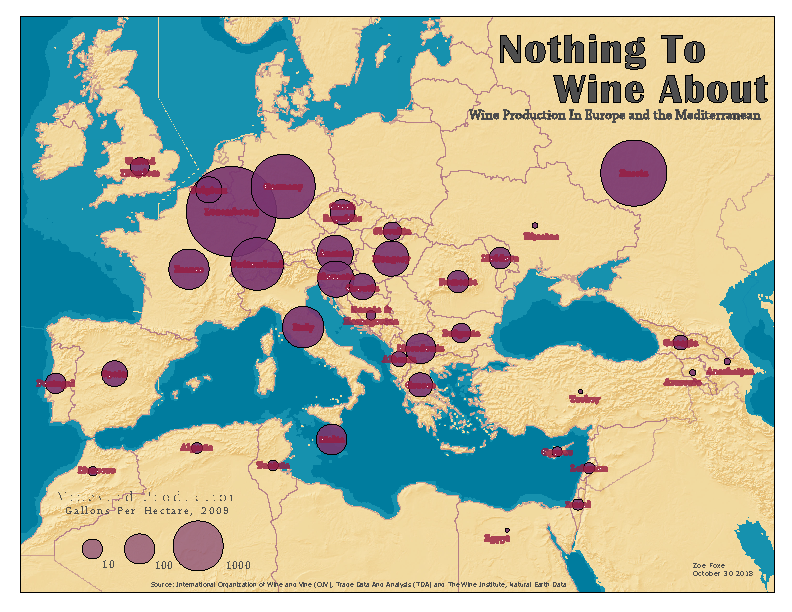 Nothing To
Wine About
Wine Production In Europe and the Mediterranean
United
Kingdom
Belgium
Germany
Russia
Luxembourg
Czech
Republic
Slovakia
Ukraine
Austria
Hungary
Moldova
France
Switzerland
Slovenia
Croatia
Romania
Bosnia &
Herzegovina
Italy
Bulgaria
Macedonia
Albania
Georgia
Azerbaijan
Armenia
Portugal
Spain
Greece
Turkey
Malta
Algeria
Cyprus
Morocco
Tunisia
Lebanon
Israel
Vineyard Production
Gallons Per Hectare, 2009
Egypt
10
100
1000
Zoe Foxe
October 30 2018
Source: International Organization of Wine and Vine (OIV), Trade Data And Analysis (TDA) and The Wine Institute, Natural Earth Data